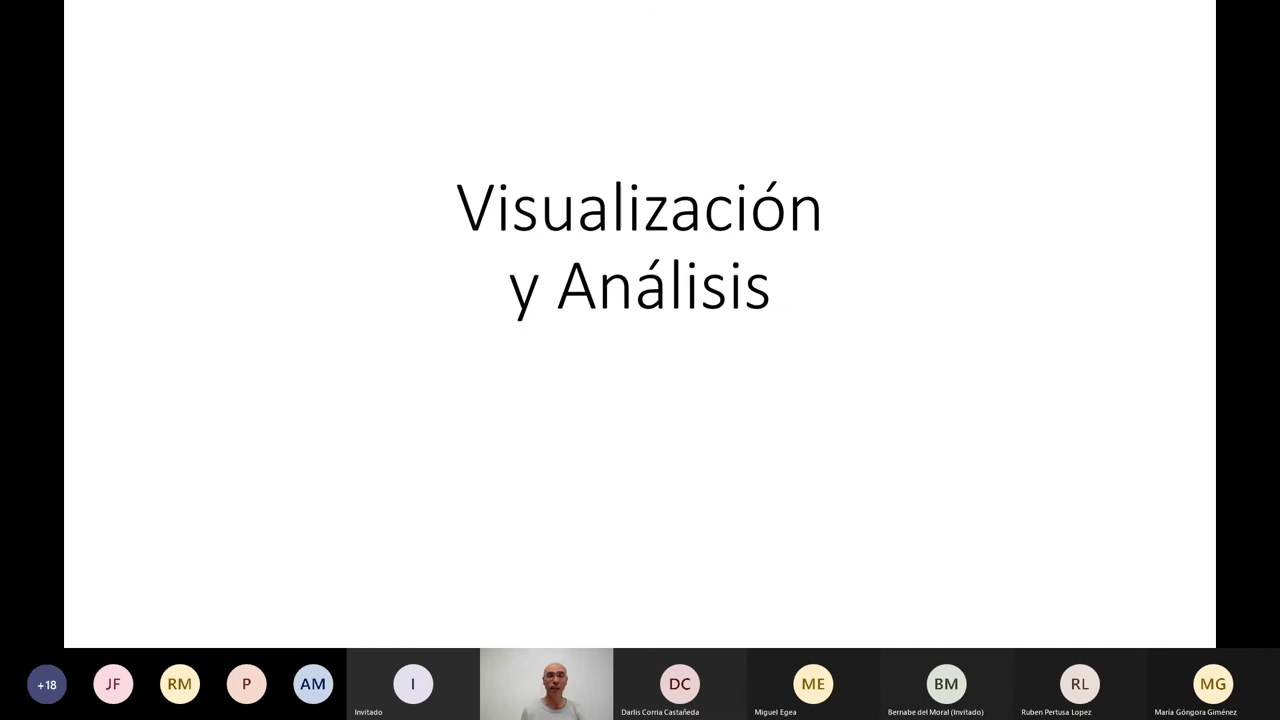 Visualización
y Análisis
+18
JF
RM
P
AM
I
Invitado
DC
Darlis Corria Castañeda
ME
Miguel Egea
BM
Bernabe del Moral (Invitado)
RL
Ruben Pertusa Lopez
MG
María Góngora Giménez